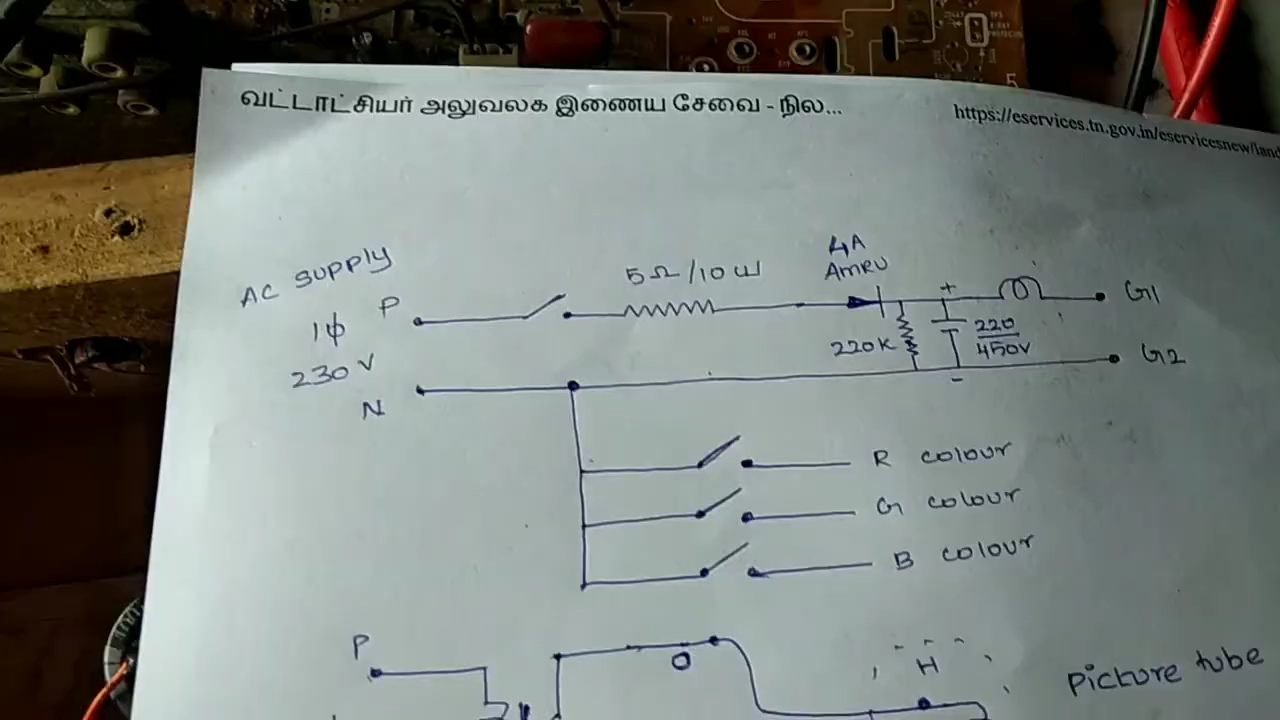 வட்டாட்சியர் அலுவலக இணைய சேவை - நில...
https://eservices.tn.gov.in/eservicesnew/land
AC supply
1ϕ
230 V
P
N
5Ω/10W
4A
220K
+
220
450V
-
G1
G2
R colour
G colour
B colour
P
O
H
Picture tube